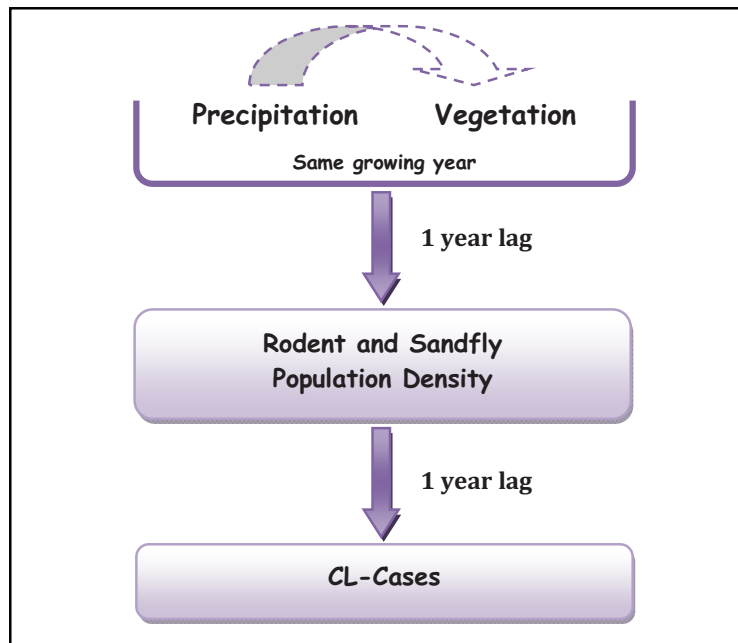 Precipitation Vegetation
Same growing year
1 year lag
Rodent and Sandfly
Population Density
1 year lag
CL-Cases